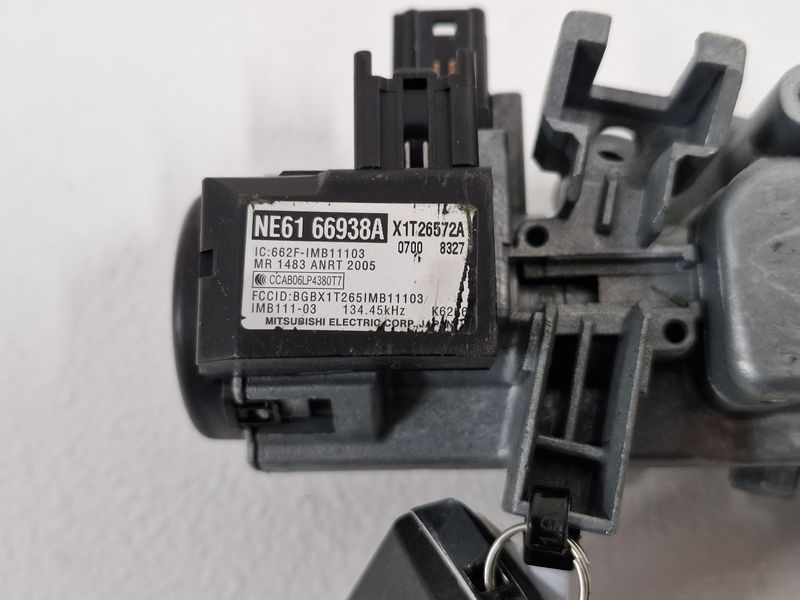 NE61 66938A X1T26572A
0700 8327
IC:662F-IMB11103
MR 1483 ANRT 2005
CCAB06LP4380T7
FCCID:BGBX1T265IMB11103
IMB111-03 134.45kHz
MITSUBISHI ELECTRIC CORP. JAPAN